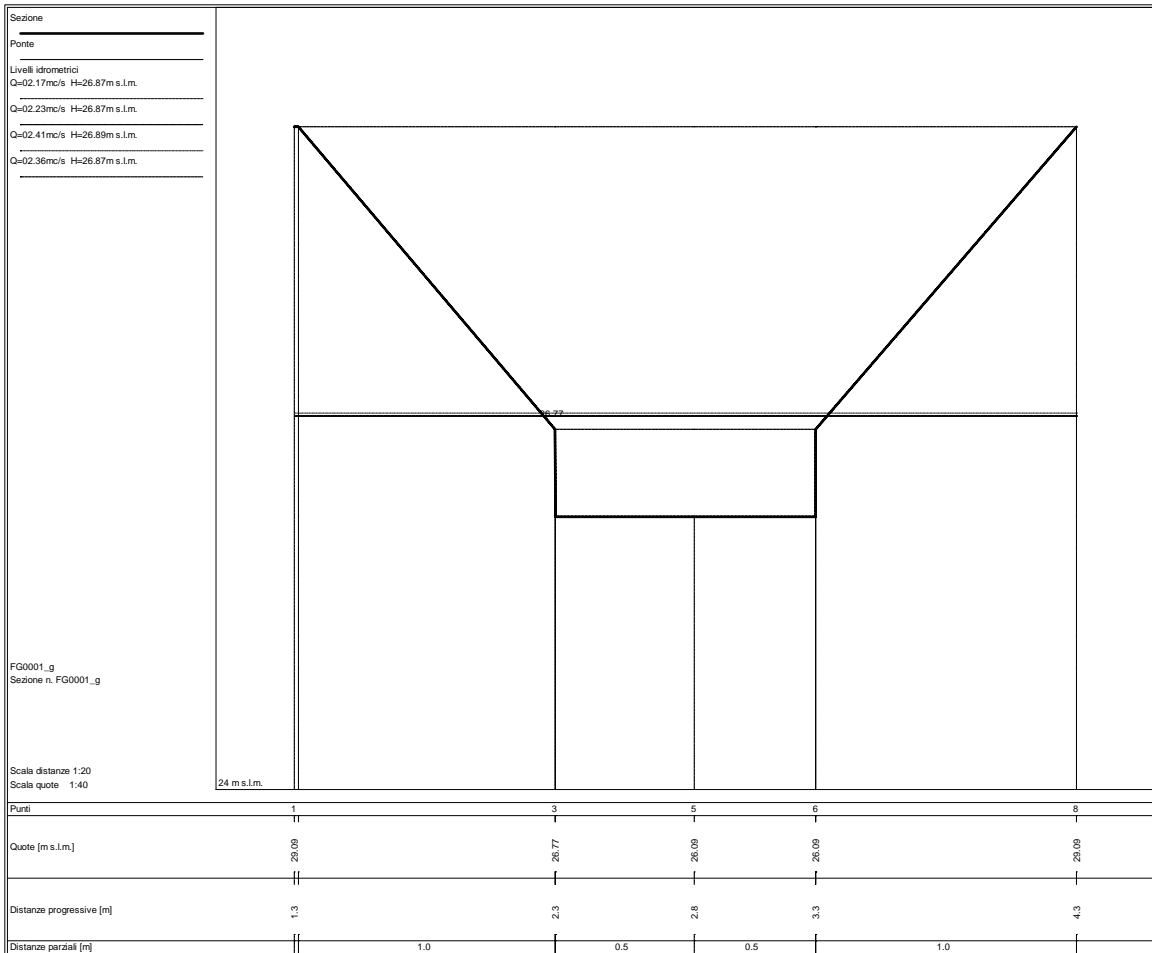 Sezione
Ponte
Livelli idrometrici
Q=02.17mc/s H=26.87m s.l.m.
Q=02.23mc/s H=26.87m s.l.m.
Q=02.41mc/s H=26.89m s.l.m.
Q=02.36mc/s H=26.87m s.l.m.
26.77
FG0001_g
Sezione n. FG0001_g
Scala distanze 1:20
Scala quote 1:40
24 m s.l.m.
Punti 1 3 5 6 8
Quote [m s.l.m.] 29.09 26.77 26.09 26.09 29.09
Distanze progressive [m] 1.3 2.3 2.8 3.3 4.3
Distanze parziali [m] 1.0 0.5 0.5 1.0